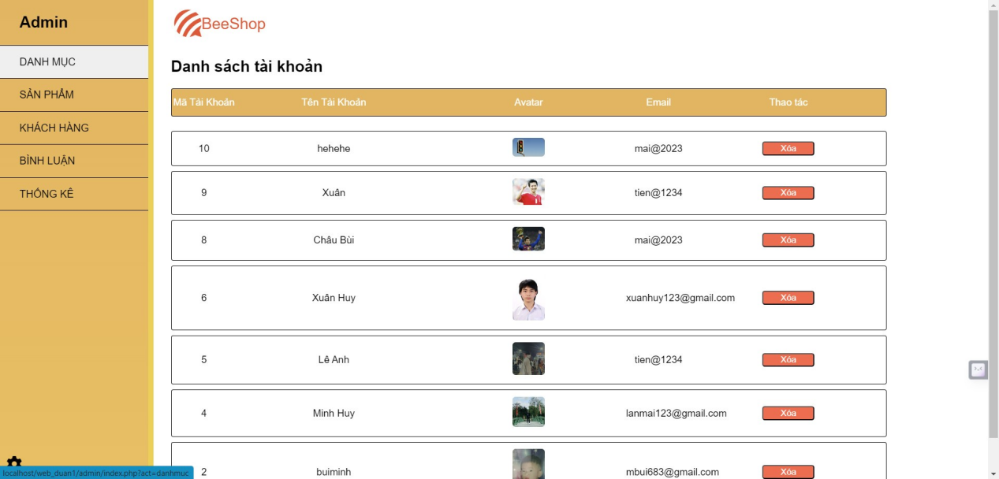 Admin
BeeShop
DANH MỤC
SẢN PHẨM
KHÁCH HÀNG
BÌNH LUẬN
THỐNG KÊ
Danh sách tài khoản
Mã Tài Khoản Tên Tài Khoản Avatar Email Thao tác
10 hehehe mai@2023 Xóa
9 Xuân tien@1234 Xóa
8 Châu Bùi mai@2023 Xóa
6 Xuân Huy xuanhuy123@gmail.com Xóa
5 Lê Anh tien@1234 Xóa
4 Minh Huy lanmai123@gmail.com Xóa
2 buiminh mbui683@gmail.com Xóa
localhost/web_duan1/admin/index.php?act=danhmuc